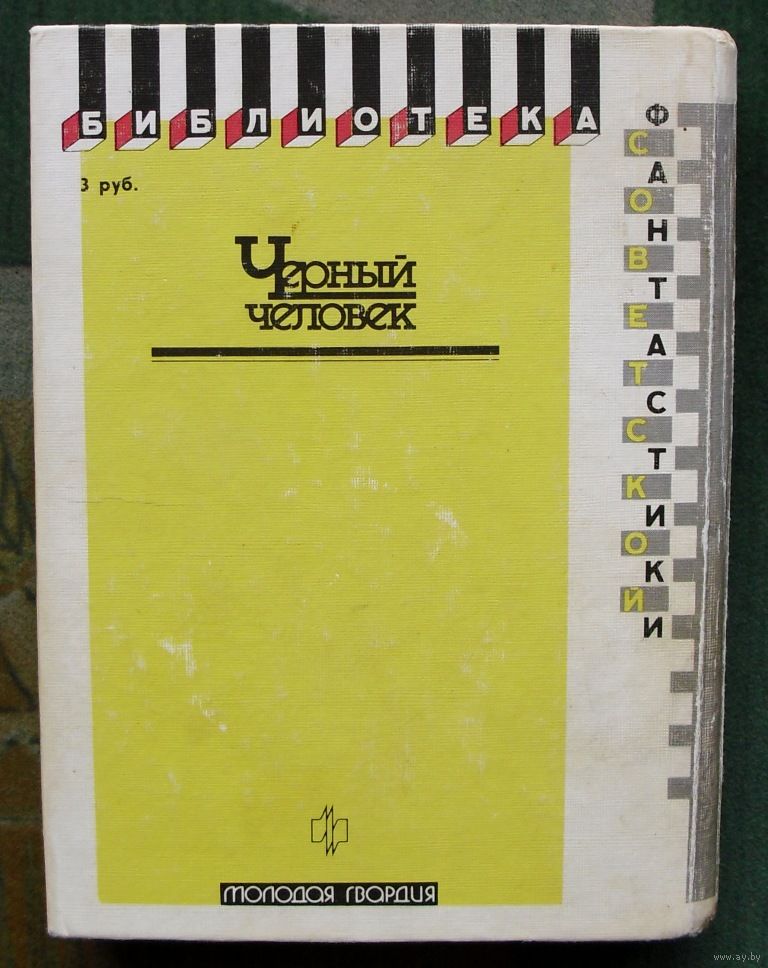 БИБЛИОТЕКА
СОВЕТСКОЙ
ФАНТАСТИКИ
3 руб.
Черный
человек
МОЛОДАЯ ГВАРДИЯ
www.ay.by